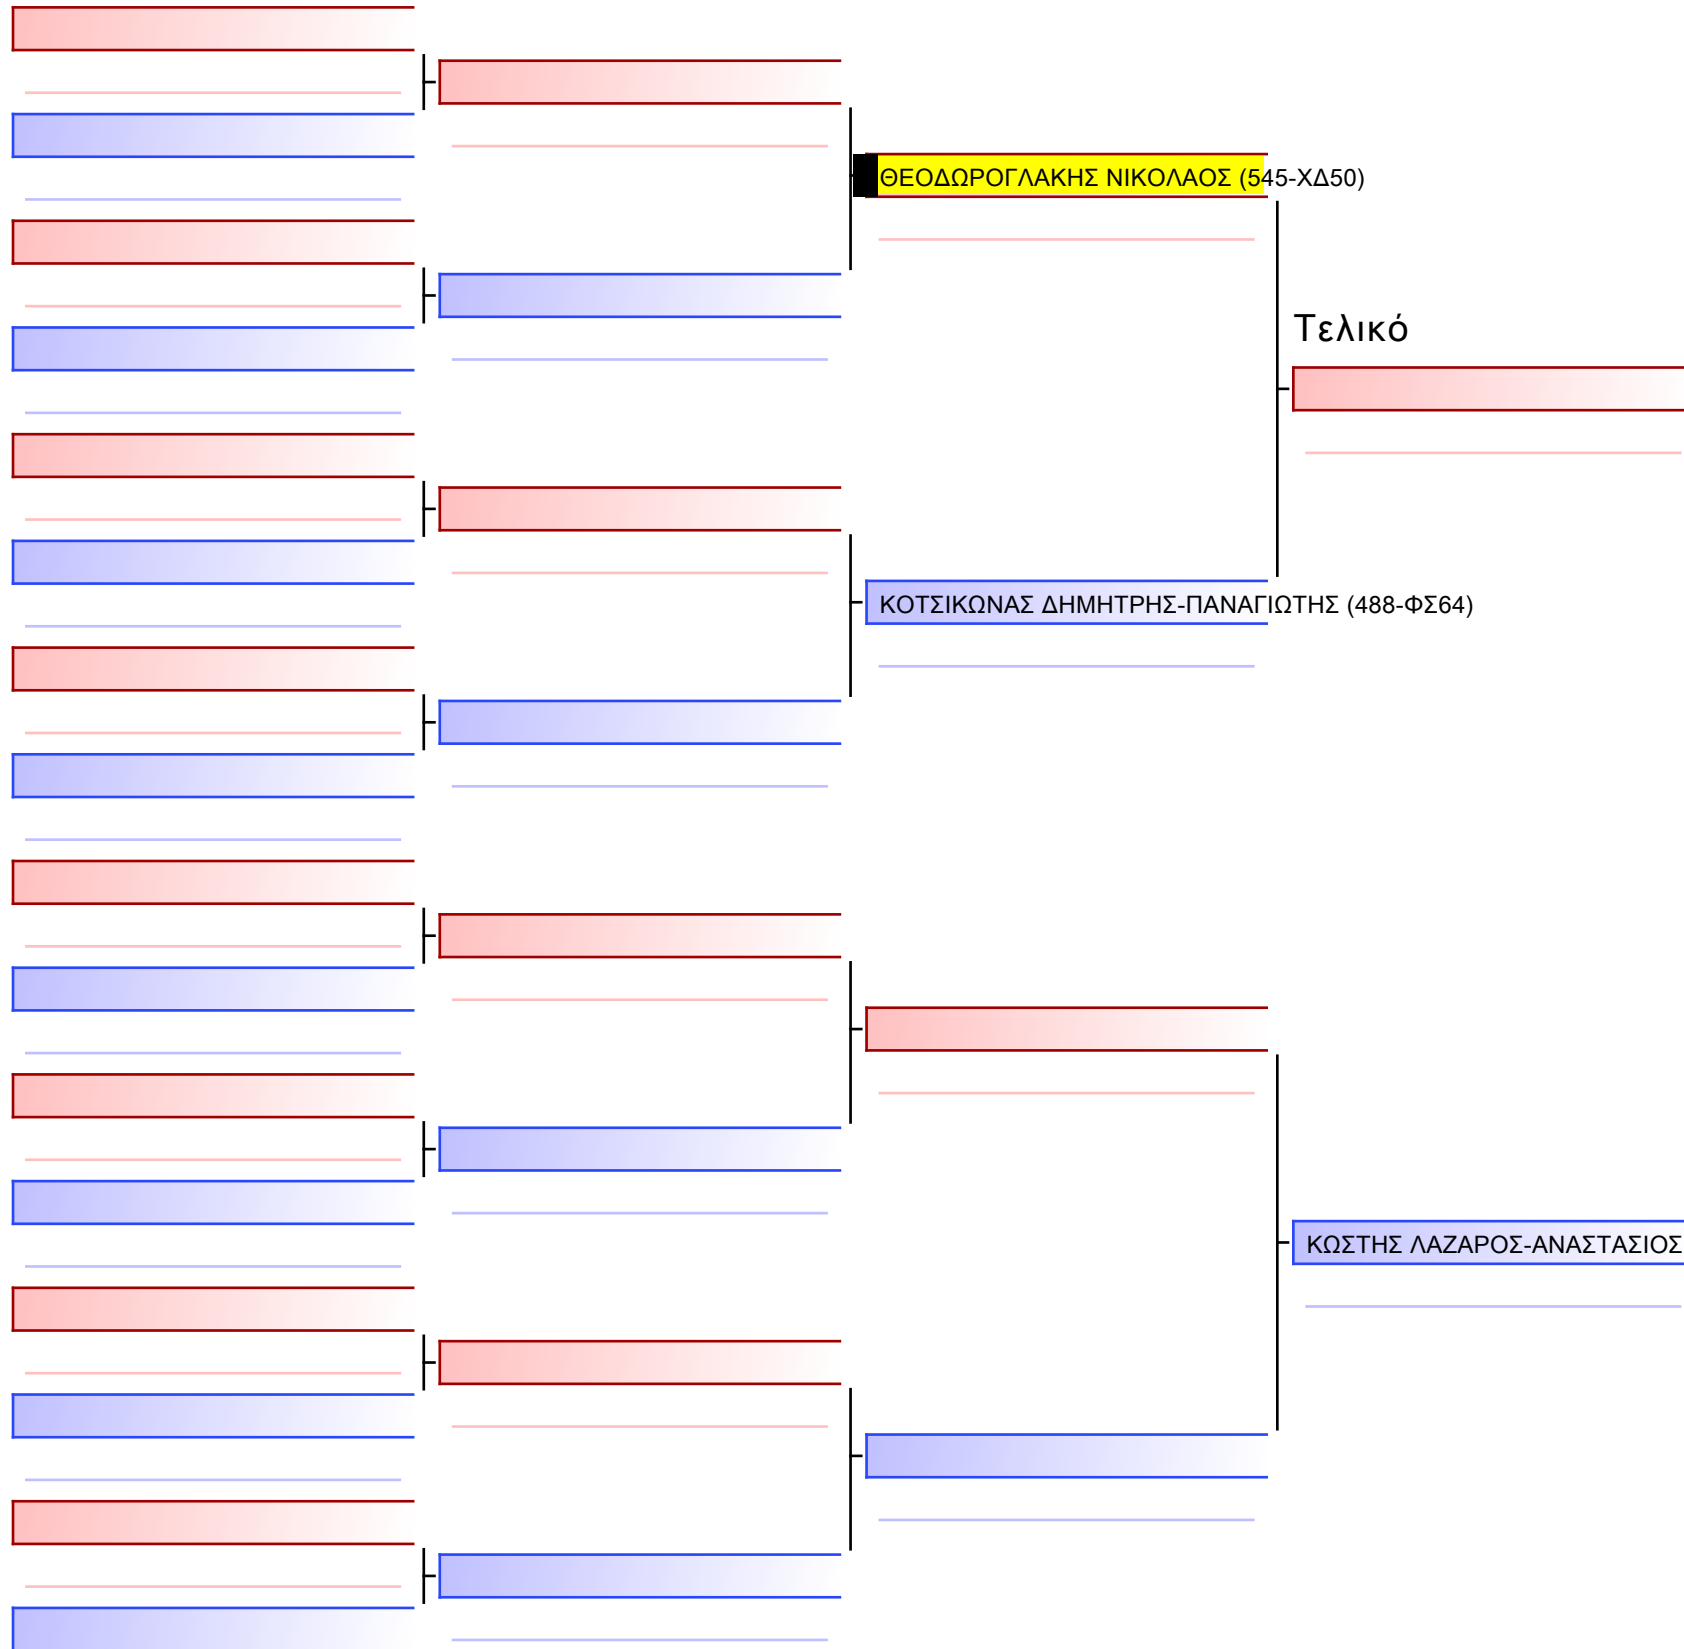 ΘΕΟΔΩΡΟΓΛΑΚΗΣ ΝΙΚΟΛΑΟΣ (545-ΧΔ50)
Τελικό
ΚΟΤΣΙΚΩΝΑΣ ΔΗΜΗΤΡΗΣ-ΠΑΝΑΓΙΩΤΗΣ (488-ΦΣ64)
ΚΩΣΤΗΣ ΛΑΖΑΡΟΣ-ΑΝΑΣΤΑΣΙΟΣ